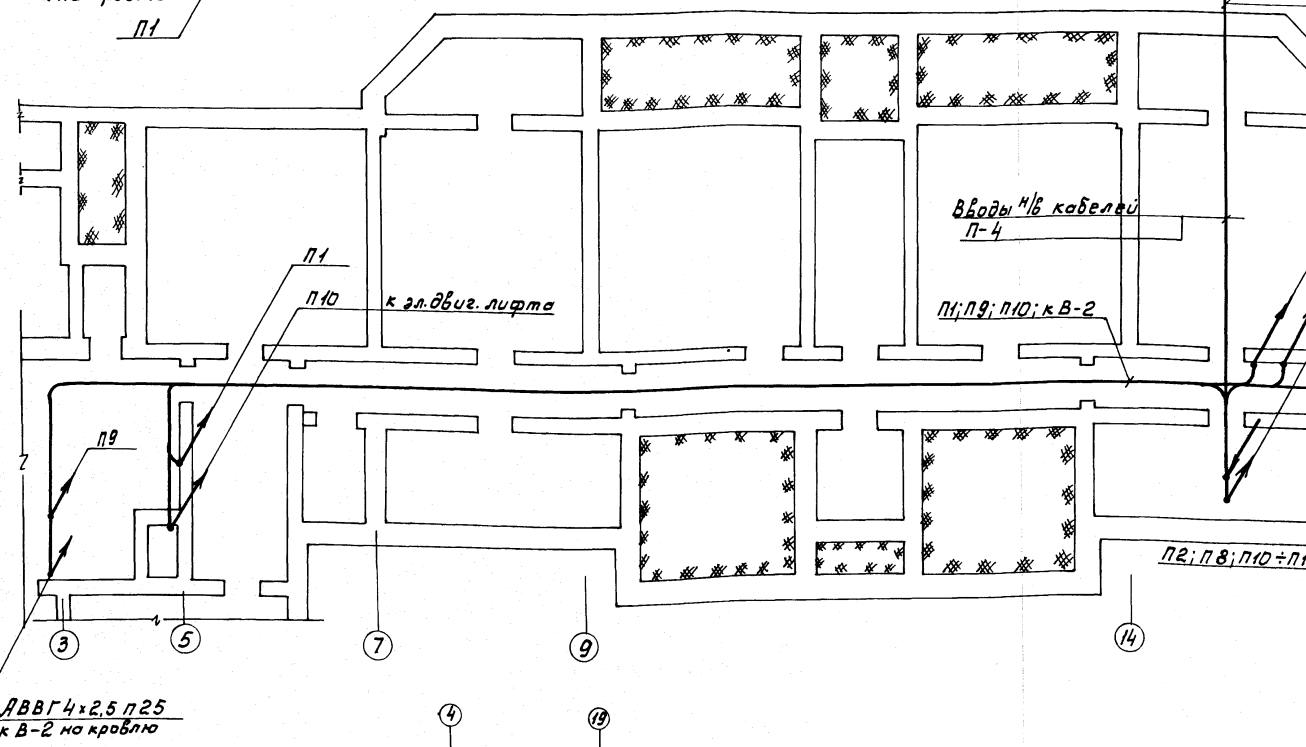 П1
Вводы н/в кабелей
П-4
П1
П10 к эл.двиг. лифта
П1; П9; П10; к В-2
П9
П2; П8; П10÷П1
3
5
7
9
14
АВВГ 4х2,5 п25
к В-2 на кровлю
4
19